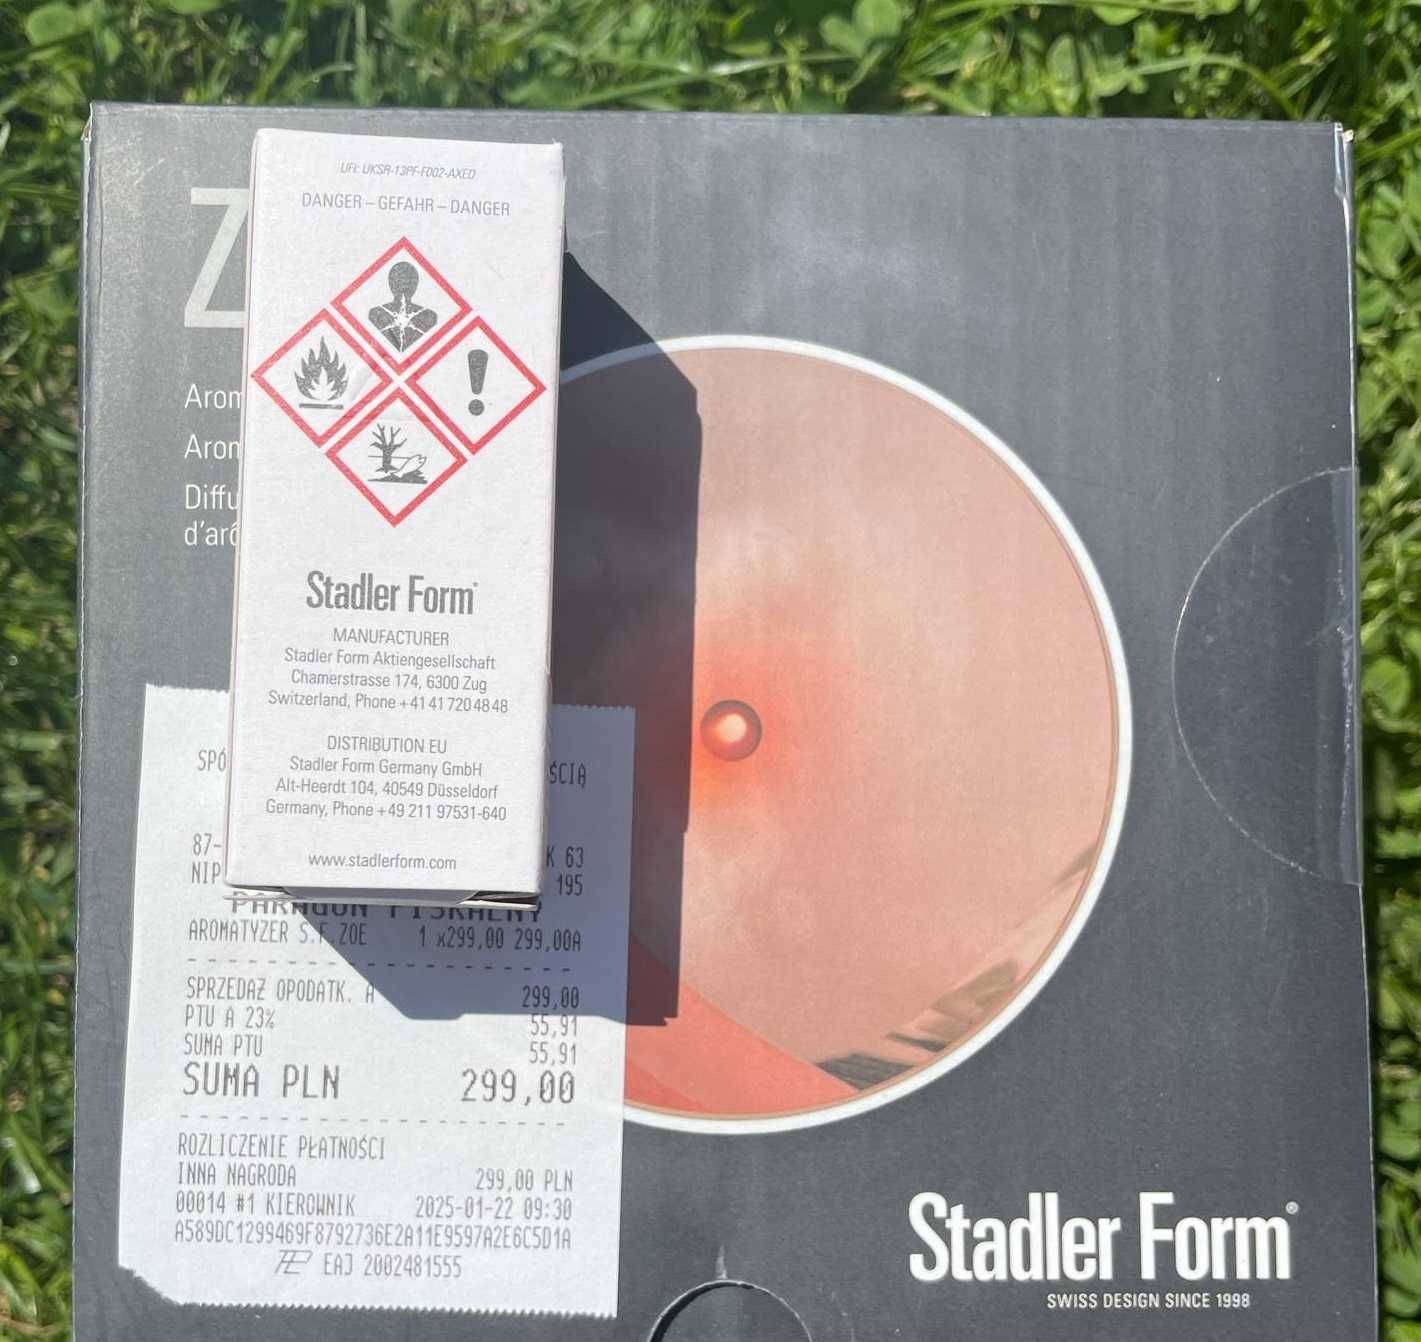 UFI: UKSR-13PF-F002-AXED
DANGER – GEFAHR – DANGER
Stadler Form®
MANUFACTURER
Stadler Form Aktiengesellschaft
Chamerstrasse 174, 6300 Zug
Switzerland, Phone +41 41 720 48 48
DISTRIBUTION EU
Stadler Form Germany GmbH
Alt-Heerdt 104, 40549 Düsseldorf
Germany, Phone +49 211 97531-640
www.stadlerform.com
Z
Arom
Arom
Diffu
d'arô
SPÓ ŚCIĄ
87- K 63
NIP 195
PARAGON FISKALNY
AROMATYZER S.F.ZOE 1 x299,00 299,00A
SPRZEDAŻ OPODATK. A 299,00
PTU A 23% 55,91
SUMA PTU 55,91
SUMA PLN 299,00
ROZLICZENIE PŁATNOŚCI
INNA NAGRODA 299,00 PLN
00014 #1 KIEROWNIK 2025-01-22 09:30
A589DC1299469F8792736E2A11E9597A2E6C5D1A
EAJ 2002481555
Stadler Form®
SWISS DESIGN SINCE 1998